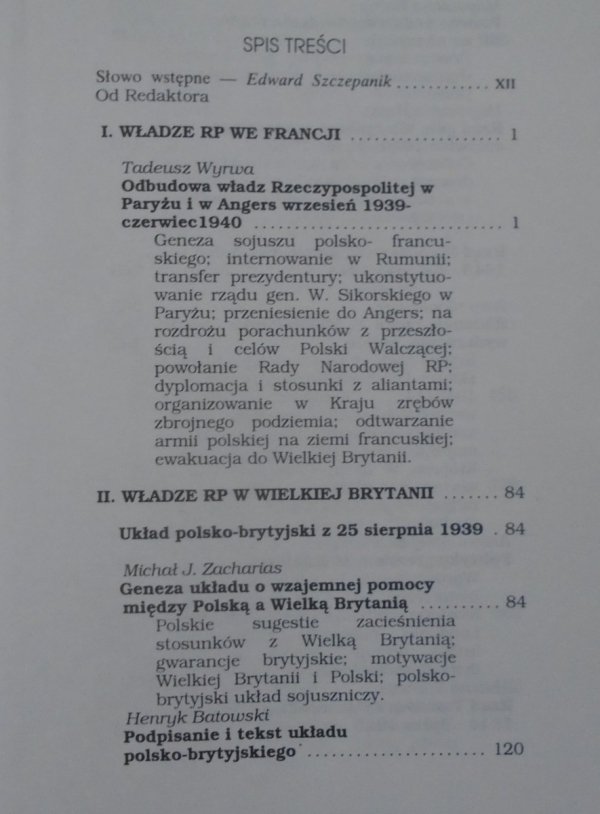 SPIS TREŚCI
Słowo wstępne — Edward Szczepanik ............ XII
Od Redaktora
I. WŁADZE RP WE FRANCJI .................... 1
Tadeusz Wyrwa
Odbudowa władz Rzeczypospolitej w
Paryżu i w Angers wrzesień 1939-
czerwiec1940 ................................... 1
Geneza sojuszu polsko- francu-
skiego; internowanie w Rumunii;
transfer prezydentury; ukonstytuo-
wanie rządu gen. W. Sikorskiego w
Paryżu; przeniesienie do Angers; na
rozdrożu porachunków z przeszło-
ścią i celów Polski Walczącej;
powołanie Rady Narodowej RP;
dyplomacja i stosunki z aliantami;
organizowanie w Kraju zrębów
zbrojnego podziemia; odtwarzanie
armii polskiej na ziemi francuskiej;
ewakuacja do Wielkiej Brytanii.
II. WŁADZE RP W WIELKIEJ BRYTANII ....... 84
Układ polsko-brytyjski z 25 sierpnia 1939 . 84
Michał J. Zacharias
Geneza układu o wzajemnej pomocy
między Polską a Wielką Brytanią .......... 84
Polskie sugestie zacieśnienia
stosunków z Wielką Brytanią;
gwarancje brytyjskie; motywacje
Wielkiej Brytanii i Polski; polsko-
brytyjski układ sojuszniczy.
Henryk Batowski
Podpisanie i tekst układu
polsko-brytyjskiego ....................... 120